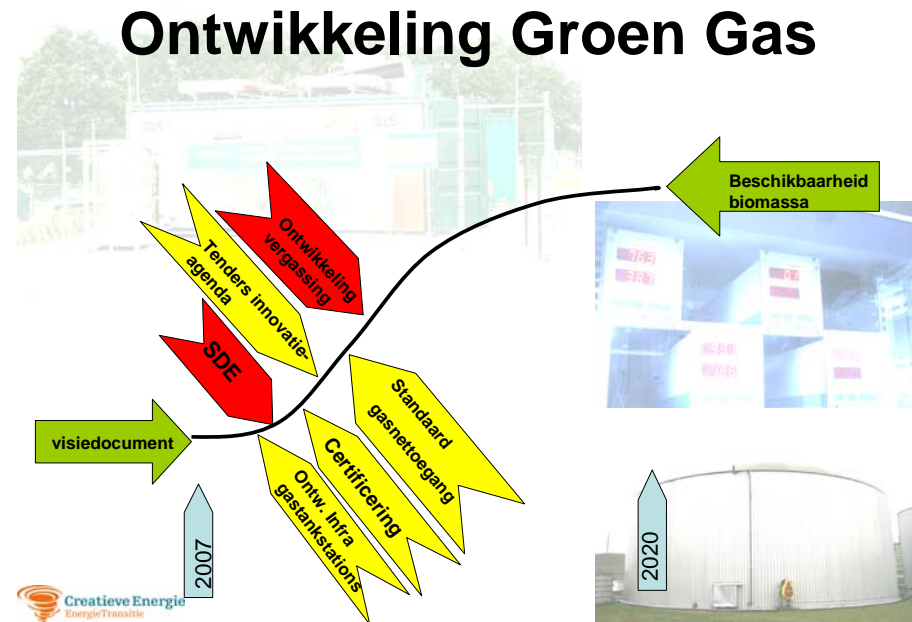 Ontwikkeling Groen Gas
Beschikbaarheid
biomassa
Ontwikkeling
vergassing
Tenders innovatie-
agenda
SDE
visiedocument
Standaard
gasnettoegang
Certificering
Ontw. Infra
gastankstations
2007
2020
Creatieve Energie
EnergieTransitie